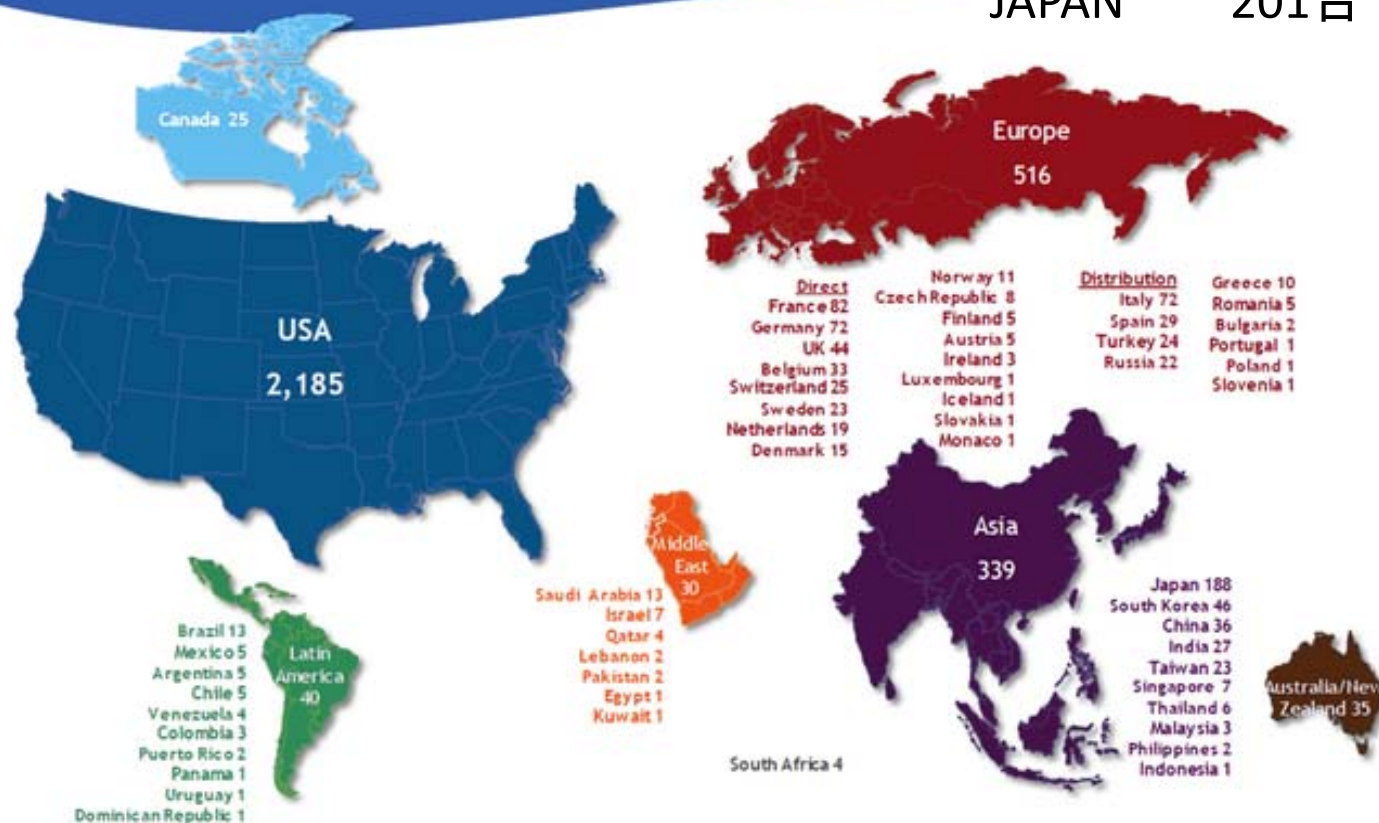 JAPAN 201台
Canada 25
USA
2,185
Europe
516
Direct
France 82
Germany 72
UK 44
Belgium 33
Switzerland 25
Sweden 23
Netherlands 19
Denmark 15
Norway 11
Czech Republic 8
Finland 5
Austria 5
Ireland 3
Luxembourg 1
Iceland 1
Slovakia 1
Monaco 1
Distribution
Italy 72
Spain 29
Turkey 24
Russia 22
Greece 10
Romania 5
Bulgaria 2
Portugal 1
Poland 1
Slovenia 1
Latin
America
40
Brazil 13
Mexico 5
Argentina 5
Chile 5
Venezuela 4
Colombia 3
Puerto Rico 2
Panama 1
Uruguay 1
Dominican Republic 1
Middle
East
30
Saudi Arabia 13
Israel 7
Qatar 4
Lebanon 2
Pakistan 2
Egypt 1
Kuwait 1
South Africa 4
Asia
339
Japan 188
South Korea 46
China 36
India 27
Taiwan 23
Singapore 7
Thailand 6
Malaysia 3
Philippines 2
Indonesia 1
Australia/New
Zealand 35